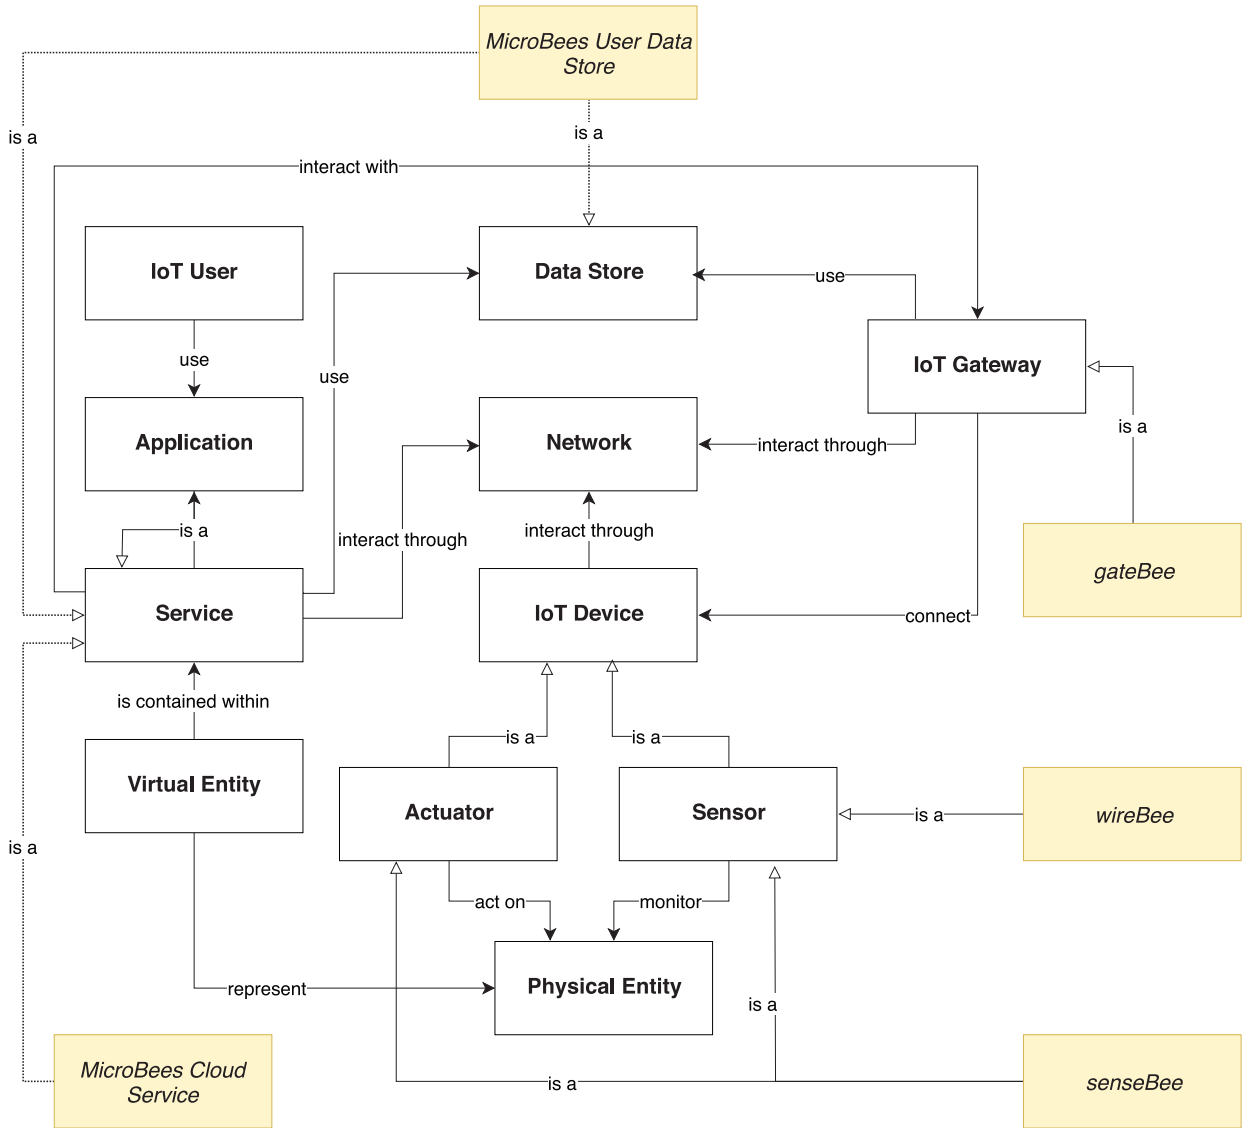 MicroBees User Data
Store
is a
is a
interact with
IoT User
Data Store
use
IoT Gateway
use
use
Application
Network
interact through
is a
is a
interact through
interact through
gateBee
Service
IoT Device
connect
is contained within
is a
is a
Virtual Entity
Actuator
Sensor
is a
wireBee
is a
act on
monitor
represent
Physical Entity
is a
MicroBees Cloud
Service
is a
senseBee